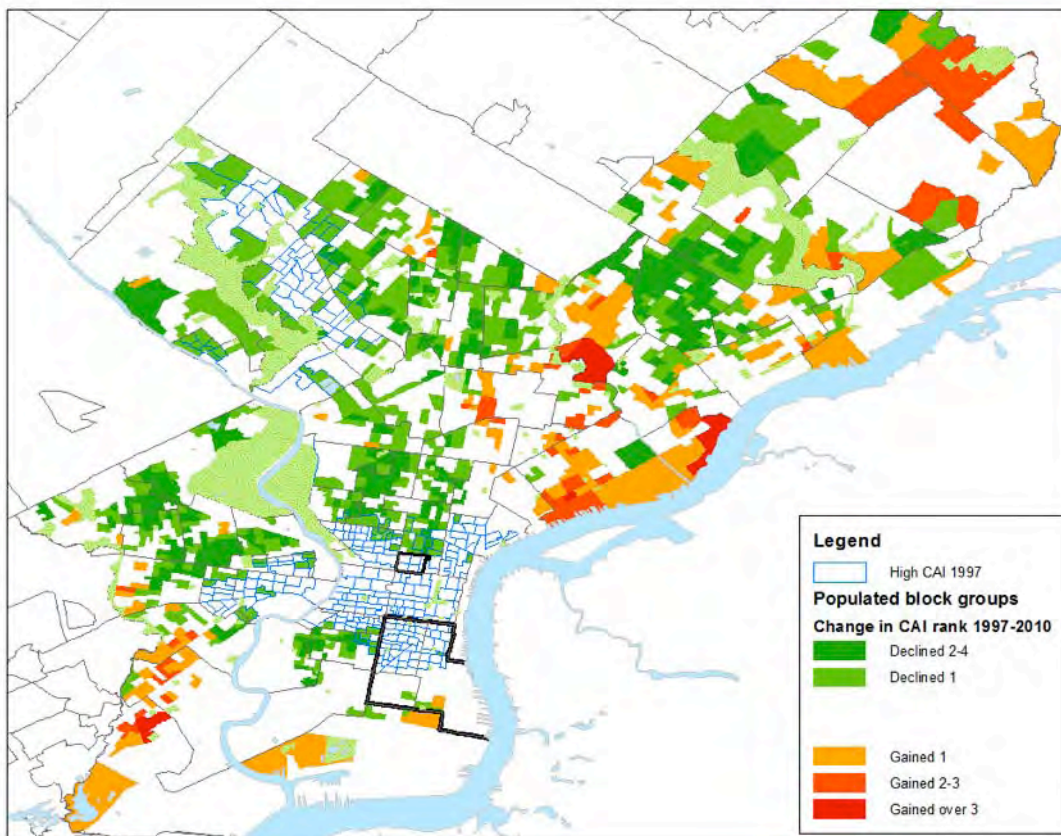 Legend
High CAI 1997
Populated block groups
Change in CAI rank 1997-2010
Declined 2-4
Declined 1
Gained 1
Gained 2-3
Gained over 3